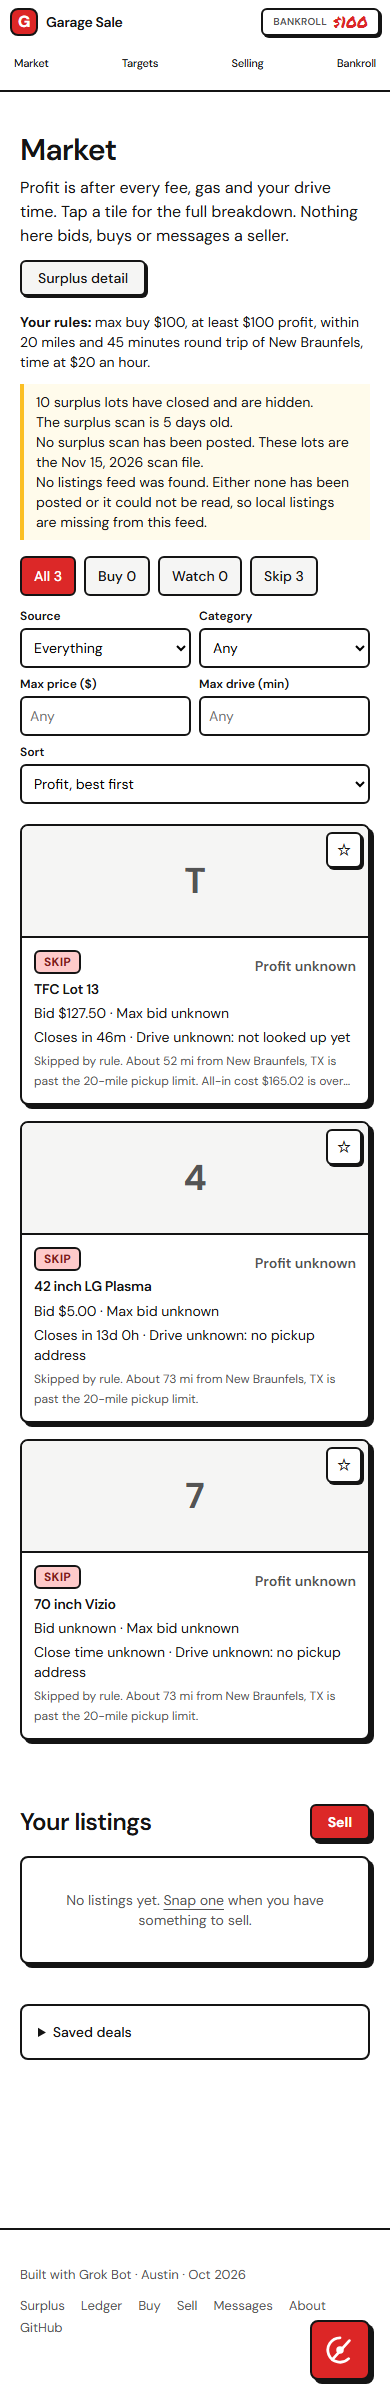 G Garage Sale
BANKROLL $100
Market Targets Selling Bankroll
Market
Profit is after every fee, gas and your drive
time. Tap a tile for the full breakdown. Nothing
here bids, buys or messages a seller.
Surplus detail
Your rules: max buy $100, at least $100 profit, within
20 miles and 45 minutes round trip of New Braunfels,
time at $20 an hour.
10 surplus lots have closed and are hidden.
The surplus scan is 5 days old.
No surplus scan has been posted. These lots are
the Nov 15, 2026 scan file.
No listings feed was found. Either none has been
posted or it could not be read, so local listings
are missing from this feed.
All 3 Buy 0 Watch 0 Skip 3
Source Category
Everything Any
Max price ($) Max drive (min)
Any Any
Sort
Profit, best first
☆
T
SKIP Profit unknown
TFC Lot 13
Bid $127.50 · Max bid unknown
Closes in 46m · Drive unknown: not looked up yet
Skipped by rule. About 52 mi from New Braunfels, TX is
past the 20-mile pickup limit. All-in cost $165.02 is over...
☆
4
SKIP Profit unknown
42 inch LG Plasma
Bid $5.00 · Max bid unknown
Closes in 13d 0h · Drive unknown: no pickup
address
Skipped by rule. About 73 mi from New Braunfels, TX is
past the 20-mile pickup limit.
☆
7
SKIP Profit unknown
70 inch Vizio
Bid unknown · Max bid unknown
Close time unknown · Drive unknown: no pickup
address
Skipped by rule. About 73 mi from New Braunfels, TX is
past the 20-mile pickup limit.
Your listings Sell
No listings yet. Snap one when you have
something to sell.
▶ Saved deals
Built with Grok Bot · Austin · Oct 2026
Surplus Ledger Buy Sell Messages About
GitHub